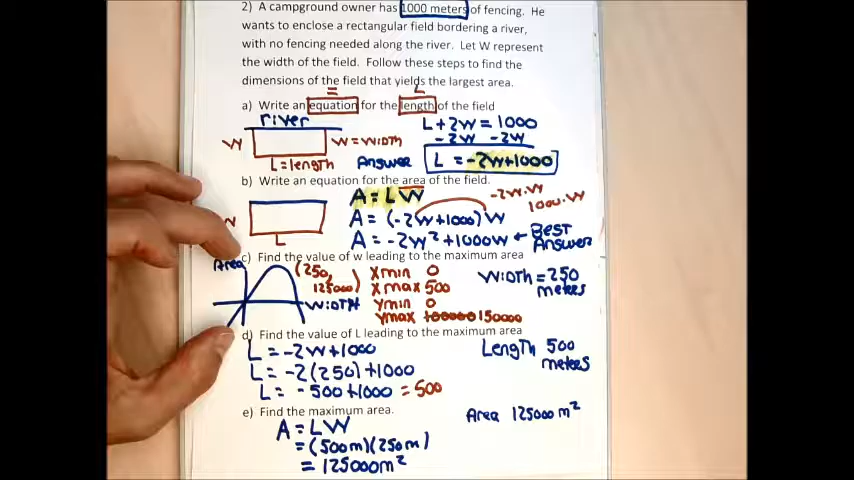 2) A campground owner has 1000 meters of fencing. He
wants to enclose a rectangular field bordering a river,
with no fencing needed along the river. Let W represent
the width of the field. Follow these steps to find the
dimensions of the field that yields the largest area.
= L
a) Write an equation for the length of the field
river
L+2W = 1000
-2W -2W
W W = WIDTH
L = length
Answer L = -2W+1000
b) Write an equation for the area of the field.
A = LW
-2W·W
1000·W
W
L
A = (-2W+1000)W
A = -2W²+1000W ← BEST
Answer
c) Find the value of w leading to the maximum area
Area
(250,
125000)
WIDTH
Xmin 0
Xmax 500
Ymin 0
Ymax 100000 150000
WIDTH = 250
meters
d) Find the value of L leading to the maximum area
L = -2W+1000
L = -2(250)+1000
L = -500+1000 = 500
Length 500
meters
e) Find the maximum area.
A = LW
= (500m)(250m)
= 125000m²
Area 125000 m²